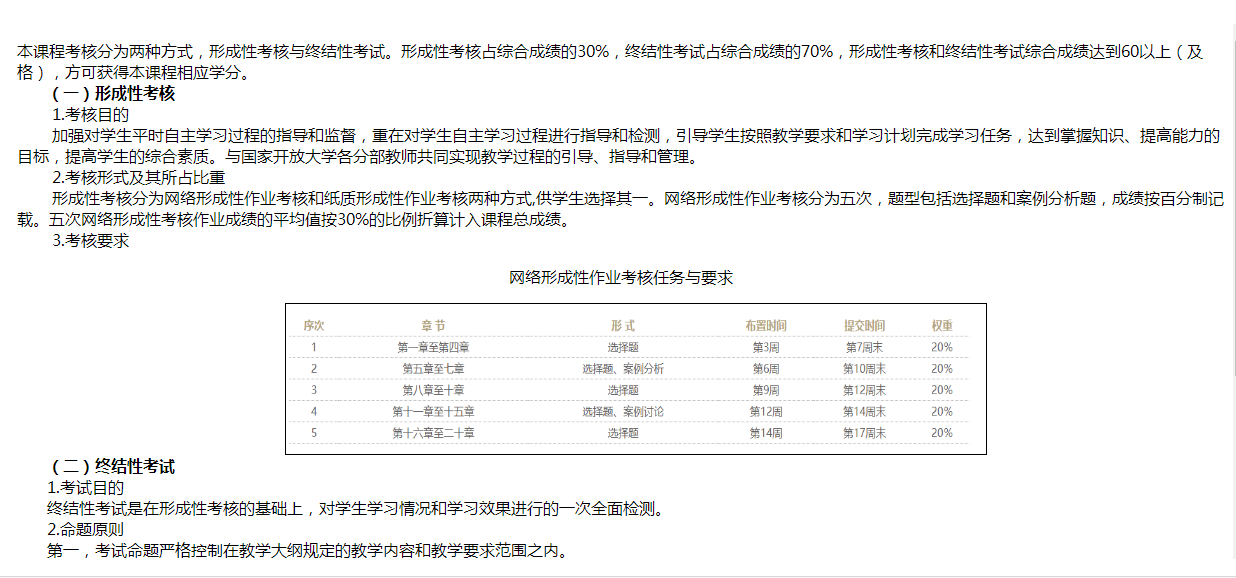 本课程考核分为两种方式，形成性考核与终结性考试。形成性考核占综合成绩的30%，终结性考试占综合成绩的70%，形成性考核和终结性考试综合成绩达到60以上（及
格），方可获得本课程相应学分。
（一）形成性考核
1.考核目的
加强对学生平时自主学习过程的指导和监督，重在对学生自主学习过程进行指导和检测，引导学生按照教学要求和学习计划完成学习任务，达到掌握知识、提高能力的
目标，提高学生的综合素质。与国家开放大学各分部教师共同实现教学过程的引导、指导和管理。
2.考核形式及其所占比重
形成性考核分为网络形成性作业考核和纸质形成性作业考核两种方式,供学生选择其一。网络形成性作业考核分为五次，题型包括选择题和案例分析题，成绩按百分制记
载。五次网络形成性考核作业成绩的平均值按30%的比例折算计入课程总成绩。
3.考核要求
网络形成性作业考核任务与要求
序次 章 节 形 式 布置时间 提交时间 权重
1 第一章至第四章 选择题 第3周 第7周末 20%
2 第五章至七章 选择题、案例分析 第6周 第10周末 20%
3 第八章至十章 选择题 第9周 第12周末 20%
4 第十一章至十五章 选择题、案例讨论 第12周 第14周末 20%
5 第十六章至二十章 选择题 第14周 第17周末 20%
（二）终结性考试
1.考试目的
终结性考试是在形成性考核的基础上，对学生学习情况和学习效果进行的一次全面检测。
2.命题原则
第一，考试命题严格控制在教学大纲规定的教学内容和教学要求范围之内。